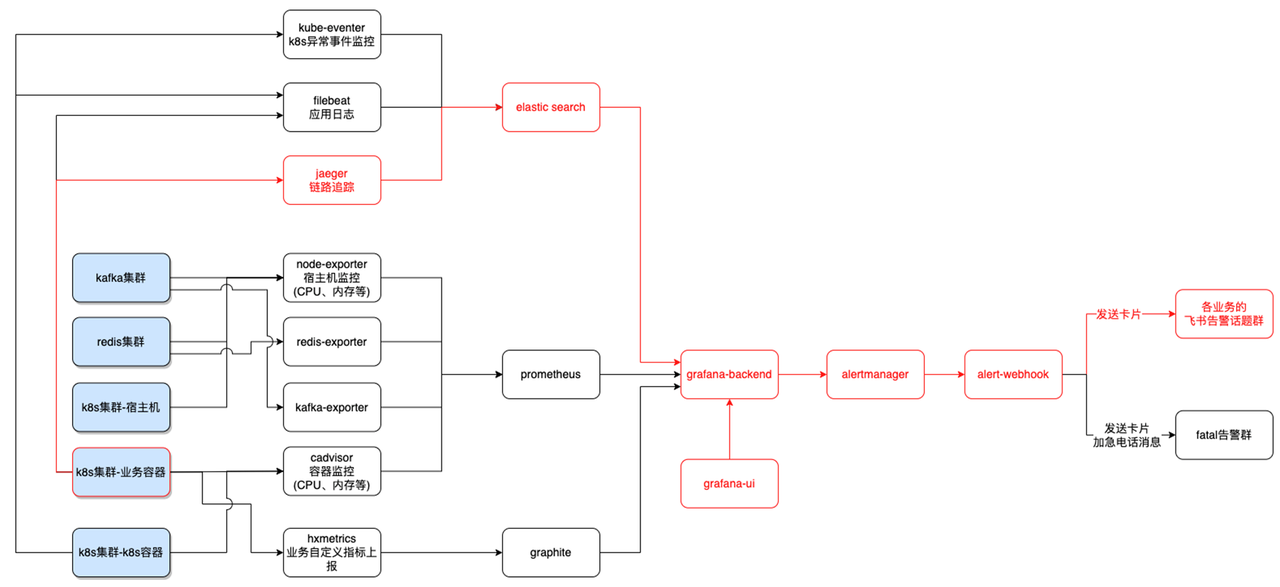 kube-eventer
k8s异常事件监控
filebeat
应用日志
elastic search
jaeger
链路追踪
kafka集群
node-exporter
宿主机监控
(CPU、内存等)
redis集群
redis-exporter
k8s集群-宿主机
kafka-exporter
prometheus
grafana-backend
alertmanager
alert-webhook
发送卡片
各业务的
飞书告警话题群
发送卡片
加急电话消息
fatal告警群
k8s集群-业务容器
cadvisor
容器监控
(CPU、内存等)
grafana-ui
k8s集群-k8s容器
hxmetrics
业务自定义指标上
报
graphite